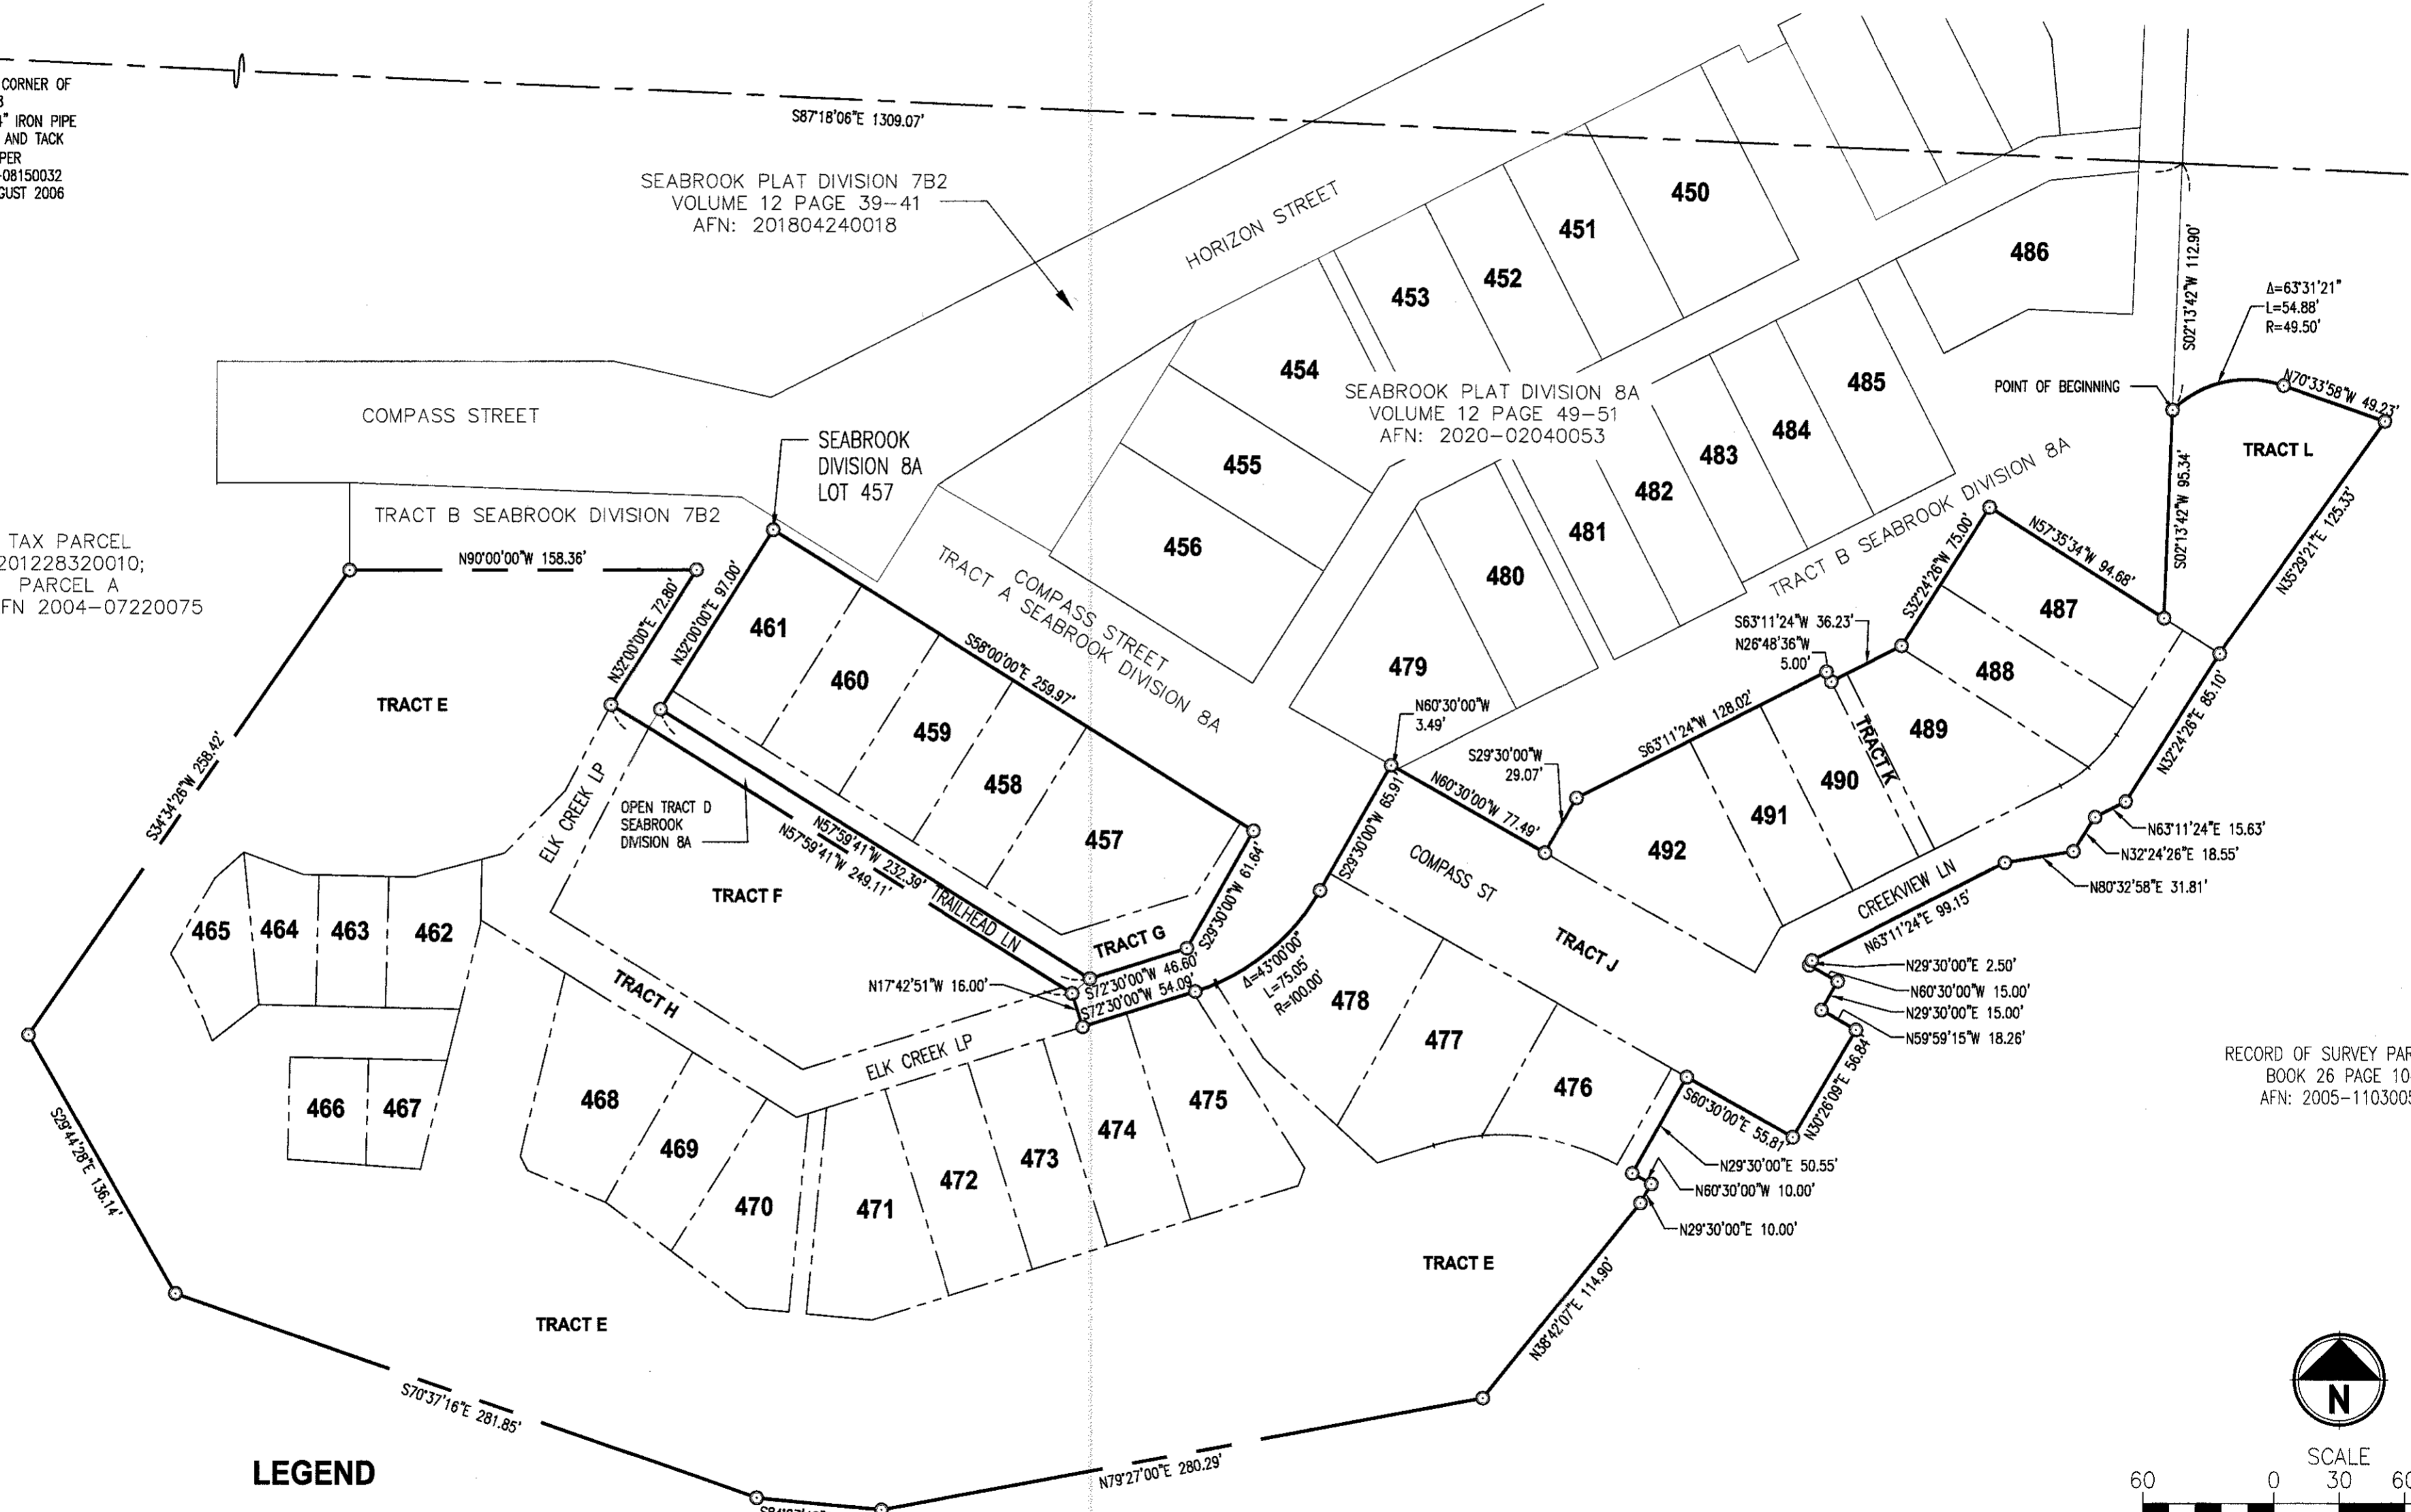 CORNER OF
IRON PIPE
AND TACK
PER
08150032
GUST 2006
S87°18'06"E 1309.07'
SEABROOK PLAT DIVISION 7B2
VOLUME 12 PAGE 39-41
AFN: 201804240018
HORIZON STREET
450
451
452
453
454
455
456
486
485
484
483
482
481
480
479
S02°13'42"W 112.90'
Δ=63°31'21"
L=54.88'
R=49.50'
POINT OF BEGINNING
N70°33'58"W 49.23'
TRACT L
S02°13'42"W 95.34'
N35°29'21"E 125.33'
SEABROOK PLAT DIVISION 8A
VOLUME 12 PAGE 49-51
AFN: 2020-02040053
COMPASS STREET
SEABROOK
DIVISION 8A
LOT 457
TRACT B SEABROOK DIVISION 7B2
TAX PARCEL
201228320010;
PARCEL A
FN 2004-07220075
N90°00'00"W 158.36'
N32°00'00"E 72.80'
N32°00'00"E 97.00'
S58°00'00"E 259.97'
COMPASS STREET
TRACT A SEABROOK DIVISION 8A
TRACT B SEABROOK DIVISION 8A
461
460
459
458
457
TRACT E
S34°34'26"W 258.42'
ELK CREEK LP
OPEN TRACT D
SEABROOK
DIVISION 8A
N57°59'41"W 232.39'
N57°59'41"W 249.11'
TRAILHEAD LN
TRACT F
TRACT G
S29°30'00"W 61.64'
S29°30'00"W 65.91'
N60°30'00"W
3.49'
N60°30'00"W 77.49'
S29°30'00"W
29.07'
S63°11'24"W 128.02'
S63°11'24"W 36.23'
N26°48'36"W
5.00'
S32°24'26"W 75.00'
N57°35'34"W 94.68'
487
488
489
TRACT K
490
491
492
N32°24'26"E 85.10'
N63°11'24"E 15.63'
N32°24'26"E 18.55'
N80°32'58"E 31.81'
CREEKVIEW LN
N63°11'24"E 99.15'
N29°30'00"E 2.50'
N60°30'00"W 15.00'
N29°30'00"E 15.00'
N59°59'15"W 18.26'
COMPASS ST
TRACT J
465
464
463
462
466
467
TRACT H
N17°42'51"W 16.00'
S72°30'00"W 46.60'
S72°30'00"W 54.09'
Δ=43°00'00"
L=75.05'
R=100.00'
478
477
476
ELK CREEK LP
468
469
470
471
472
473
474
475
S60°30'00"E 55.81'
N30°26'09"E 56.84'
N29°30'00"E 50.55'
N60°30'00"W 10.00'
N29°30'00"E 10.00'
RECORD OF SURVEY PAR
BOOK 26 PAGE 10
AFN: 2005-1103005
S29°44'28"E 136.14'
TRACT E
TRACT E
N38°42'07"E 114.90'
S70°37'16"E 281.85'
N79°27'00"E 280.29'
LEGEND
N
SCALE
60 0 30 60